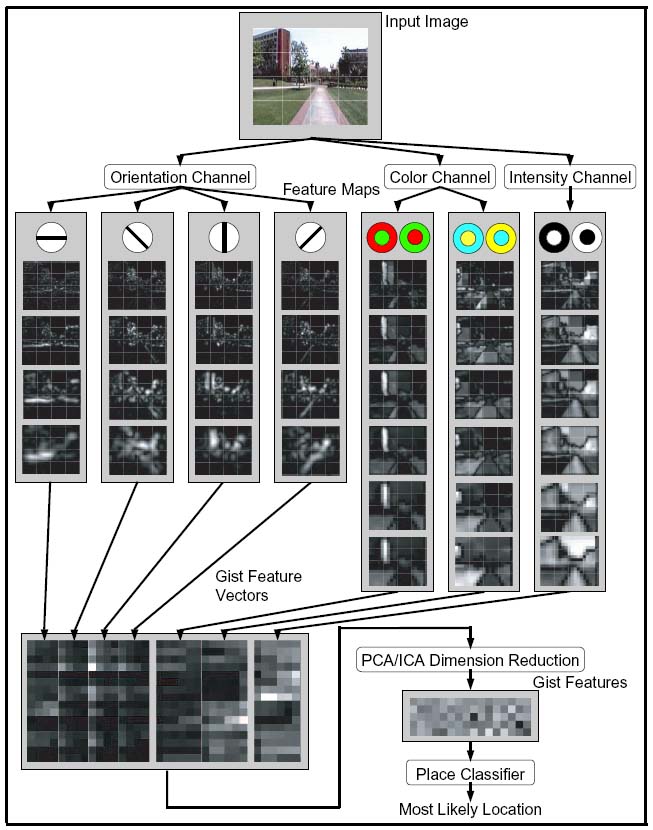 Input Image
Orientation Channel
Color Channel
Intensity Channel
Feature Maps
Gist Feature
Vectors
PCA/ICA Dimension Reduction
Gist Features
Place Classifier
Most Likely Location